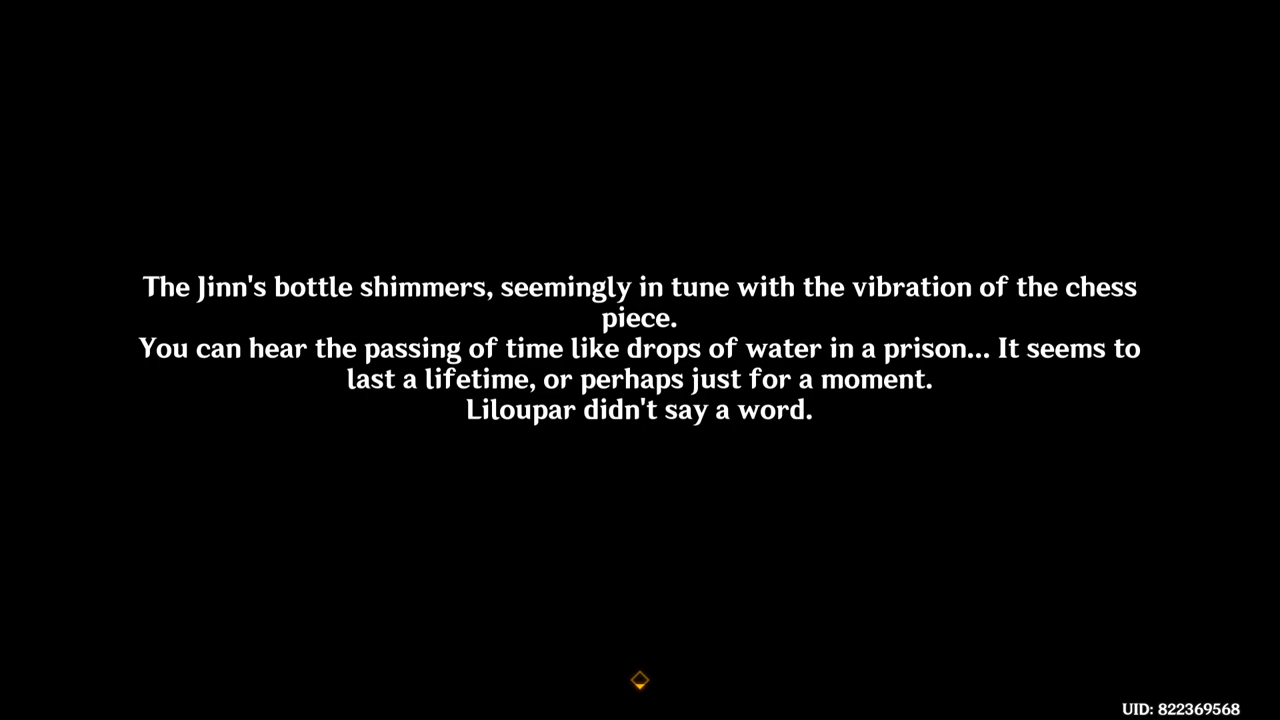 The Jinn's bottle shimmers, seemingly in tune with the vibration of the chess
piece.
You can hear the passing of time like drops of water in a prison... It seems to
last a lifetime, or perhaps just for a moment.
Liloupar didn't say a word.
UID: 822369568